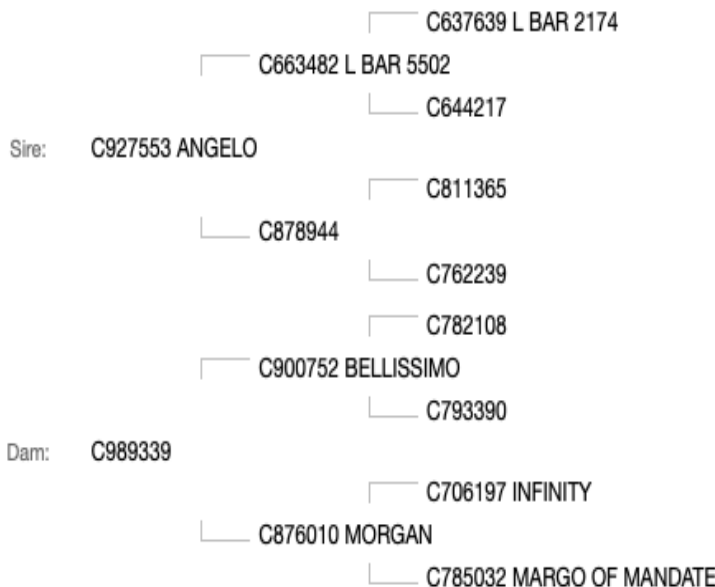 C637639 L BAR 2174
C663482 L BAR 5502
C644217
Sire: C927553 ANGELO
C811365
C878944
C762239
C782108
C900752 BELLISSIMO
C793390
Dam: C989339
C706197 INFINITY
C876010 MORGAN
C785032 MARGO OF MANDATE